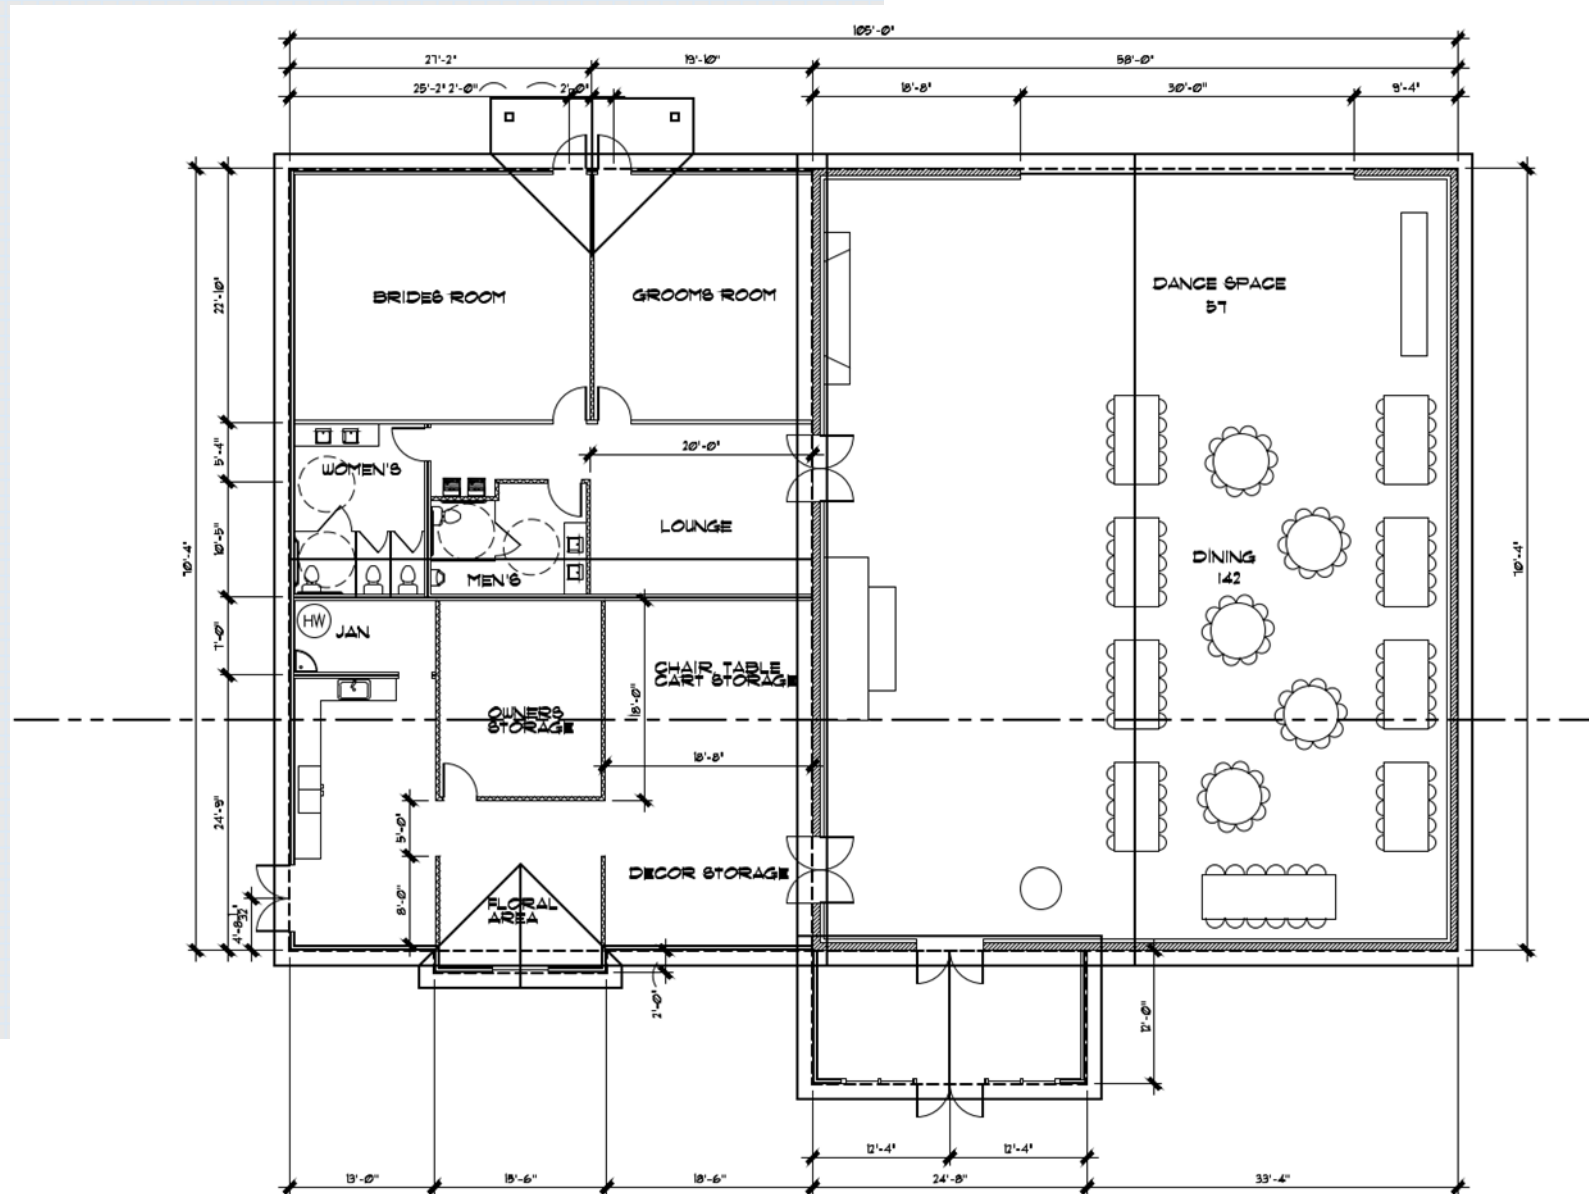 105'-0"
27'-2"
19'-10"
58'-0"
25'-2"
2'-0"
2'-0"
18'-8"
30'-0"
9'-4"
BRIDES ROOM
GROOMS ROOM
DANCE SPACE
57
22'-10"
5'-4"
20'-0"
WOMEN'S
LOUNGE
10'-5"
70'-4"
70'-4"
DINING
142
MEN'S
HW
JAN
7'-0"
CHAIR, TABLE
CART STORAGE
18'-0"
OWNERS
STORAGE
18'-8"
24'-9"
5'-0"
DECOR STORAGE
8'-0"
FLORAL
AREA
2'-0"
12'-0"
12'-4"
12'-4"
13'-0"
15'-6"
18'-6"
24'-8"
33'-4"